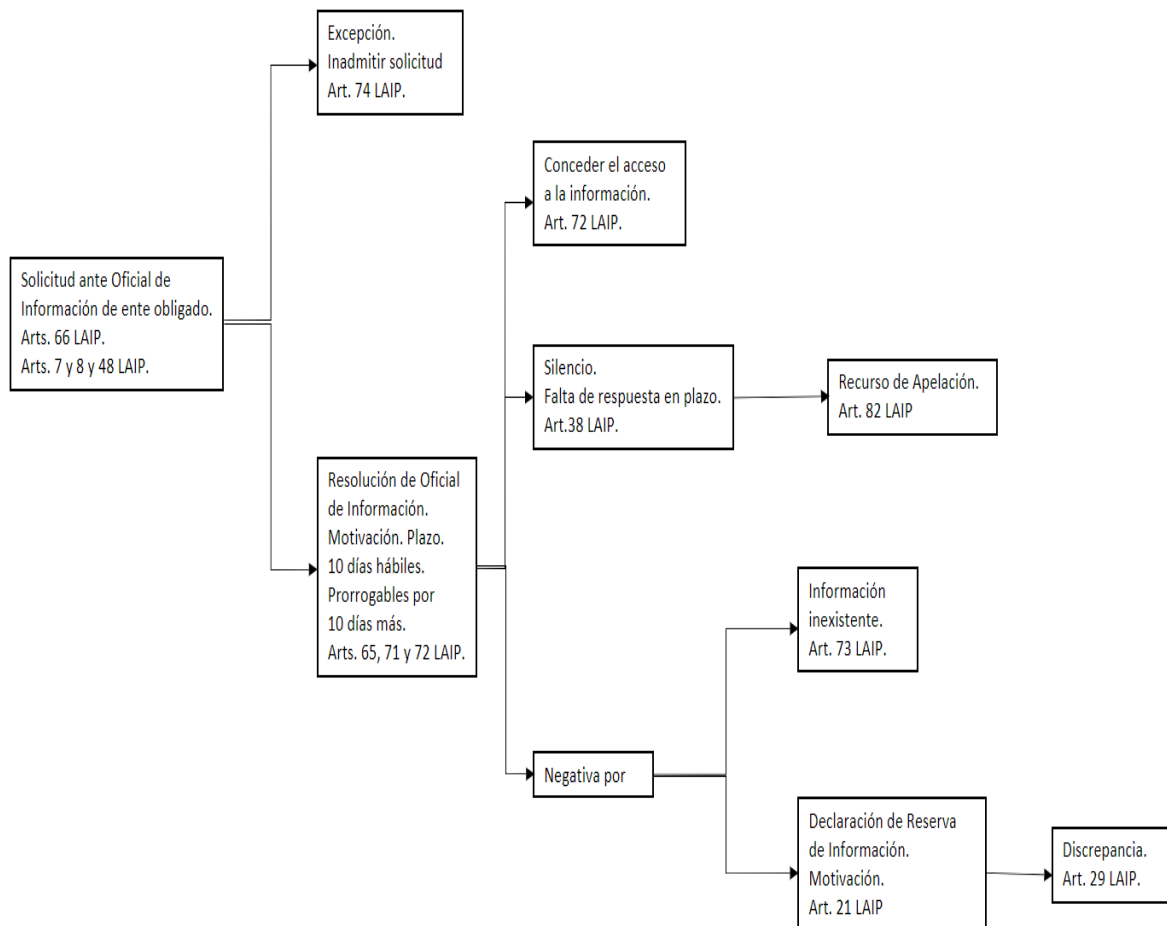 Excepción.
Inadmitir solicitud
Art. 74 LAIP.
Conceder el acceso
a la información.
Art. 72 LAIP.
Solicitud ante Oficial de
Información de ente obligado.
Arts. 66 LAIP.
Arts. 7 y 8 y 48 LAIP.
Silencio.
Falta de respuesta en plazo.
Art.38 LAIP.
Recurso de Apelación.
Art. 82 LAIP
Resolución de Oficial
de Información.
Motivación. Plazo.
10 días hábiles.
Prorrogables por
10 días más.
Arts. 65, 71 y 72 LAIP.
Información
inexistente.
Art. 73 LAIP.
Negativa por
Declaración de Reserva
de Información.
Motivación.
Art. 21 LAIP
Discrepancia.
Art. 29 LAIP.